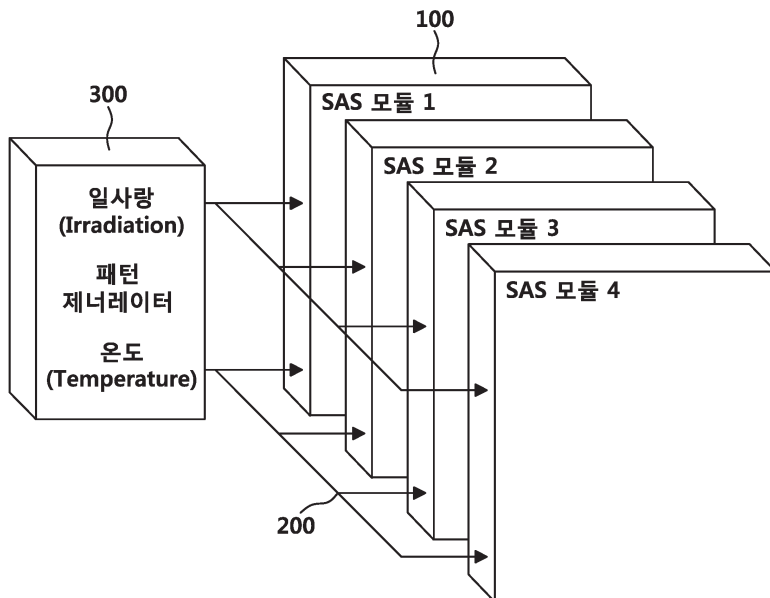 100
300
SAS 모듈 1
SAS 모듈 2
SAS 모듈 3
SAS 모듈 4
일사랑
(Irradiation)
패턴
제너레이터
온도
(Temperature)
200